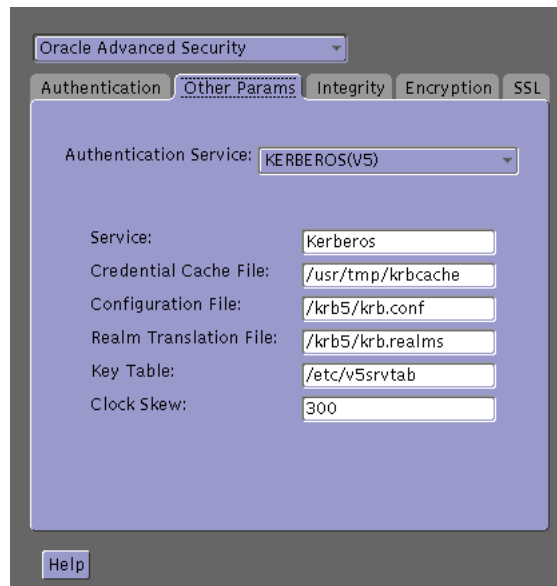 Oracle Advanced Security
Authentication Other Params Integrity Encryption SSL
Authentication Service: KERBEROS(V5)
Service: Kerberos
Credential Cache File: /usr/tmp/krbcache
Configuration File: /krb5/krb.conf
Realm Translation File: /krb5/krb.realms
Key Table: /etc/v5srvtab
Clock Skew: 300
Help